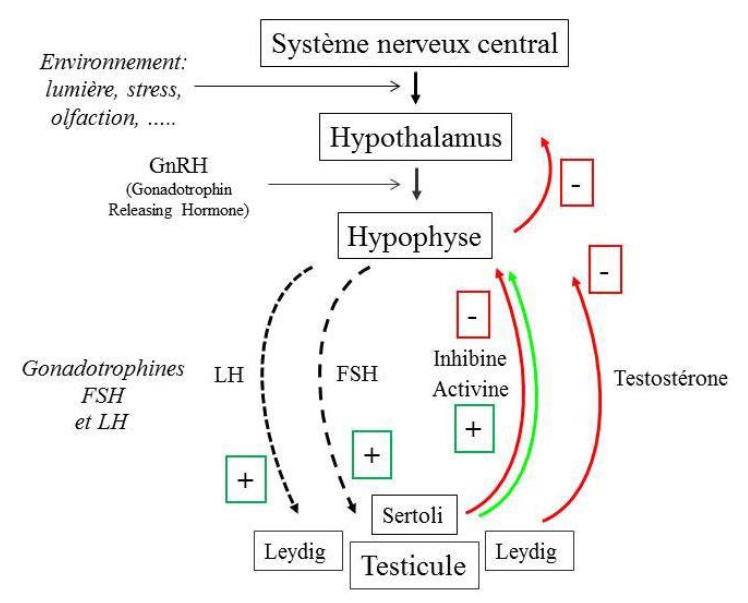 Système nerveux central
Environnement:
lumière, stress,
olfaction, .....
Hypothalamus
GnRH
(Gonadotrophin
Releasing Hormone)
-
Hypophyse
-
-
Inhibine
Activine
+
Gonadotrophines
FSH
et LH
LH
FSH
Testostérone
+
+
Sertoli
Leydig
Testicule
Leydig